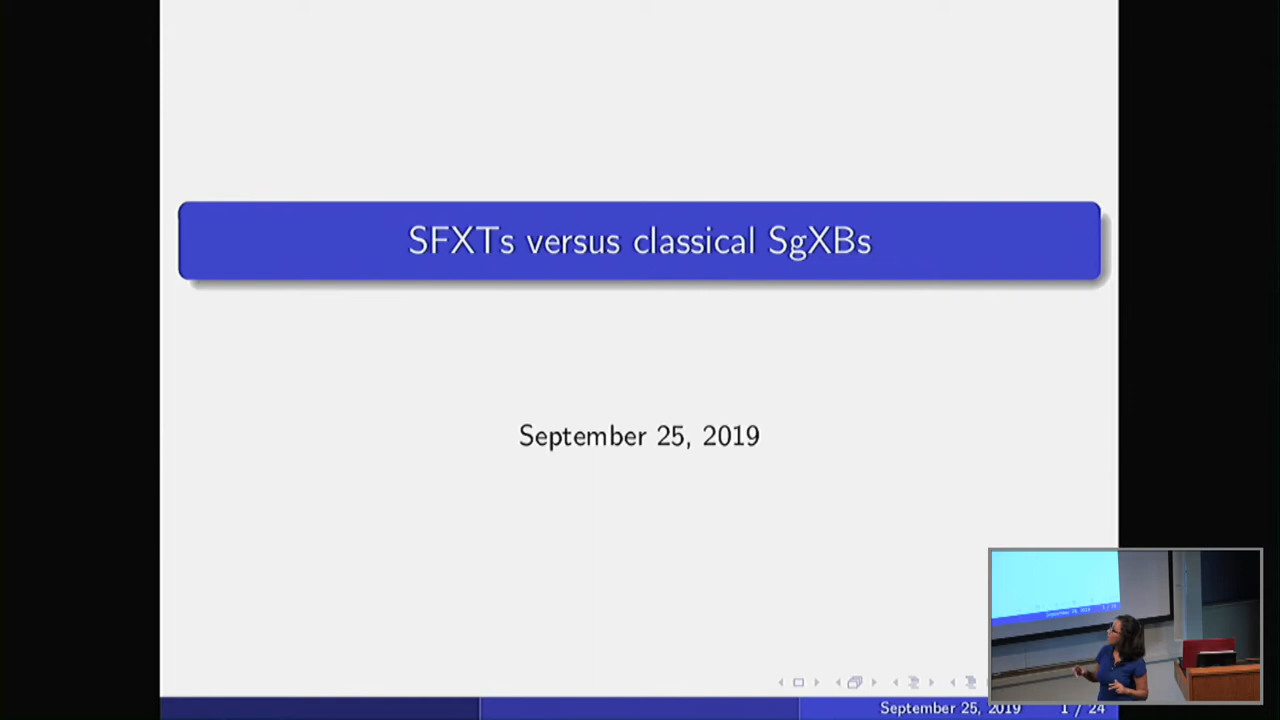 SFXTs versus classical SgXBs
September 25, 2019
September 25, 2019 1 / 24